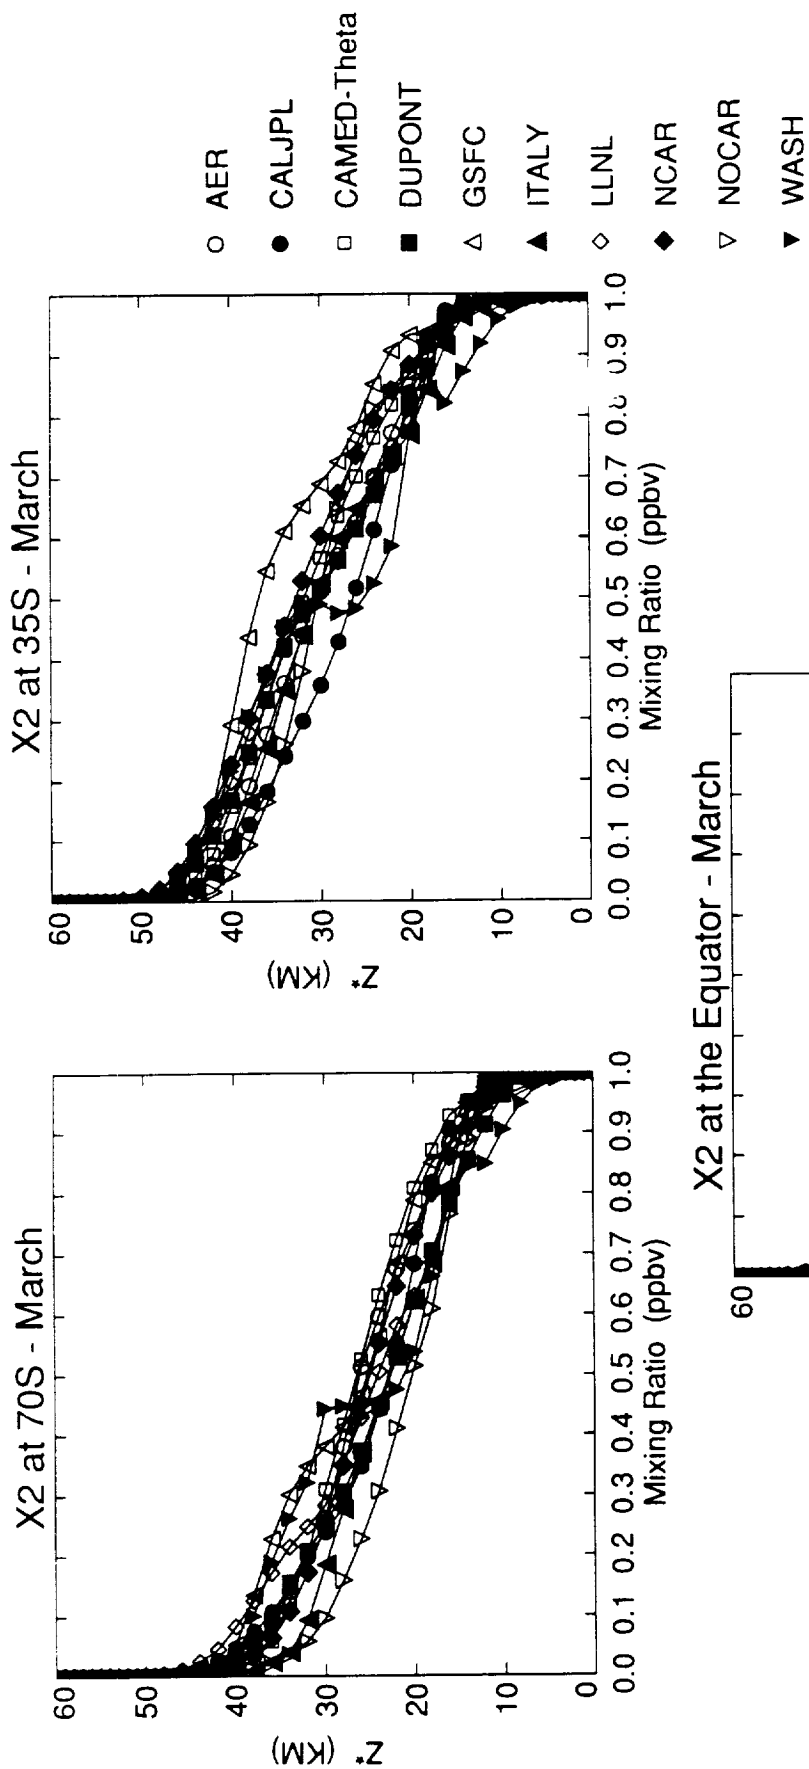 X2 at 70S - March
60
50
40
30
20
10
0
Z* (KM)
0.0 0.1 0.2 0.3 0.4 0.5 0.6 0.7 0.8 0.9 1.0
Mixing Ratio (ppbv)
X2 at 35S - March
60
50
40
30
20
10
0
Z* (KM)
0.0 0.1 0.2 0.3 0.4 0.5 0.6 0.7 0.9 1.0
Mixing Ratio (ppbv)
AER
CALJPL
CAMED-Theta
DUPONT
GSFC
ITALY
LLNL
NCAR
NOCAR
WASH
X2 at the Equator - March
60